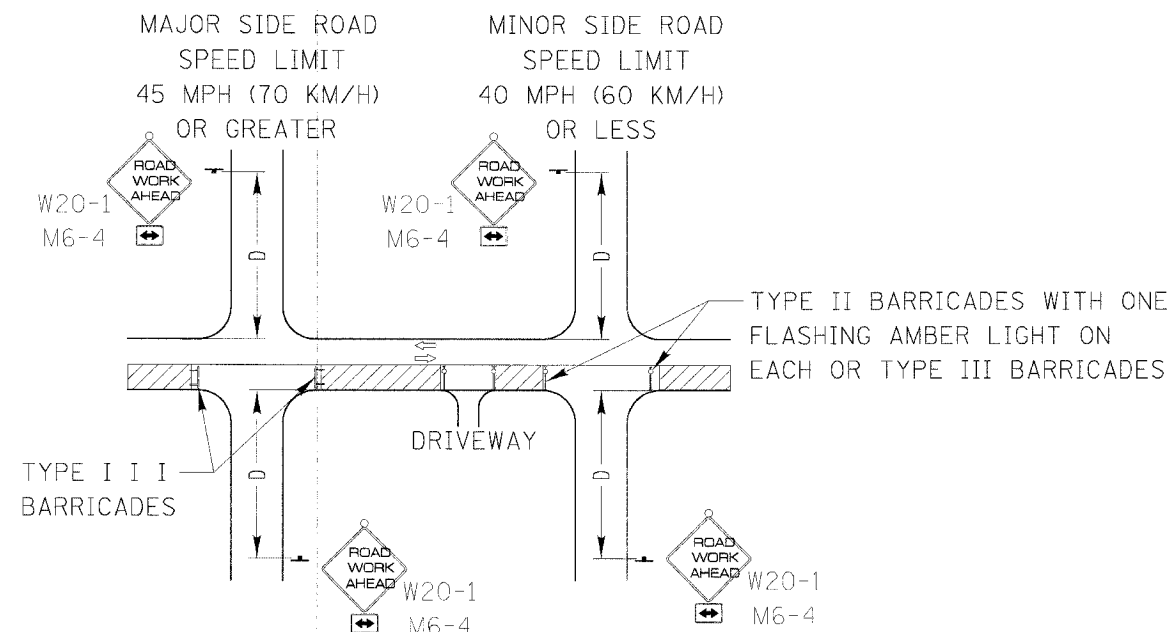 MAJOR SIDE ROAD
SPEED LIMIT
45 MPH (70 KM/H)
OR GREATER
MINOR SIDE ROAD
SPEED LIMIT
40 MPH (60 KM/H)
OR LESS
ROAD
WORK
AHEAD
W20-1
M6-4
D
ROAD
WORK
AHEAD
W20-1
M6-4
D
TYPE II BARRICADES WITH ONE
FLASHING AMBER LIGHT ON
EACH OR TYPE III BARRICADES
DRIVEWAY
TYPE I I I
BARRICADES
D
D
ROAD
WORK
AHEAD
W20-1
M6-4
ROAD
WORK
AHEAD
W20-1
M6-4